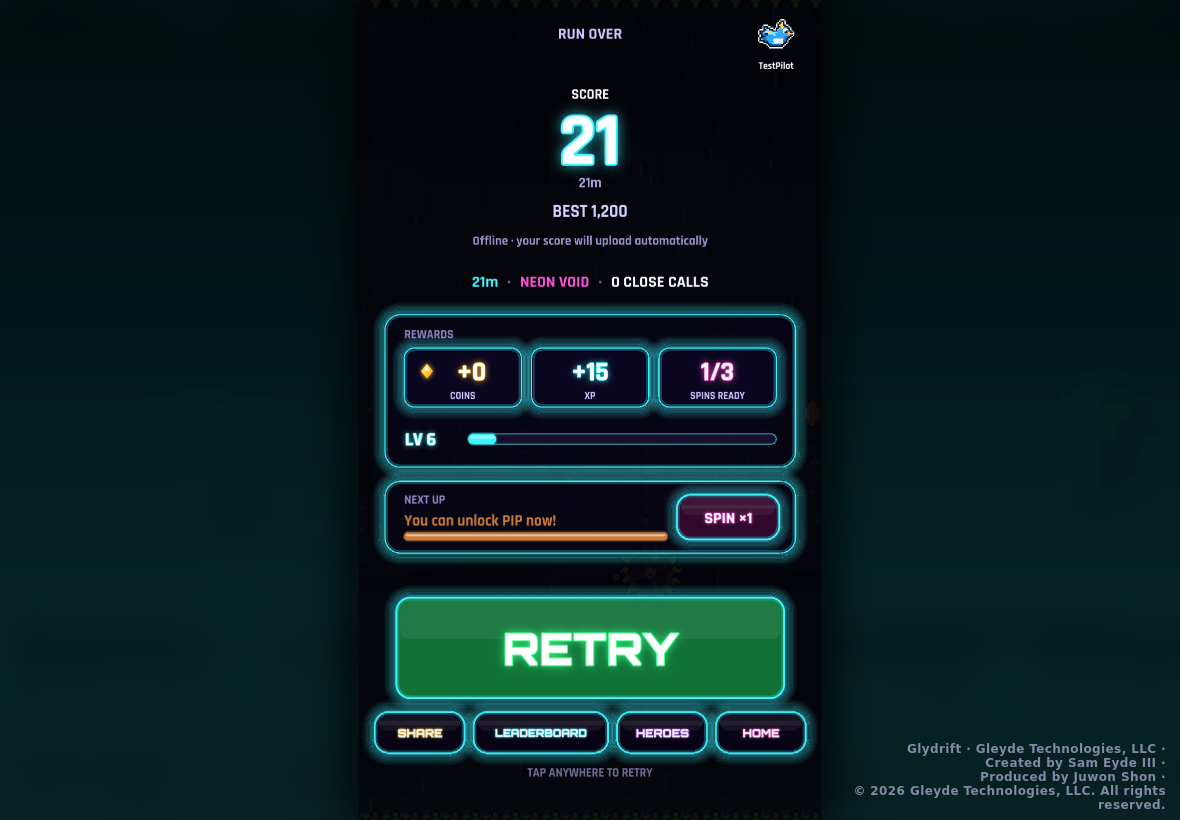 RUN OVER
TestPilot
SCORE
21
21m
BEST 1,200
Offline · your score will upload automatically
21m · NEON VOID · 0 CLOSE CALLS
REWARDS
+0
COINS
+15
XP
1/3
SPINS READY
LV 6
NEXT UP
You can unlock PIP now!
SPIN ×1
RETRY
SHARE
LEADERBOARD
HEROES
HOME
TAP ANYWHERE TO RETRY
Glydrift · Gleyde Technologies, LLC ·
Created by Sam Eyde III ·
Produced by Juwon Shon ·
© 2026 Gleyde Technologies, LLC. All rights
reserved.